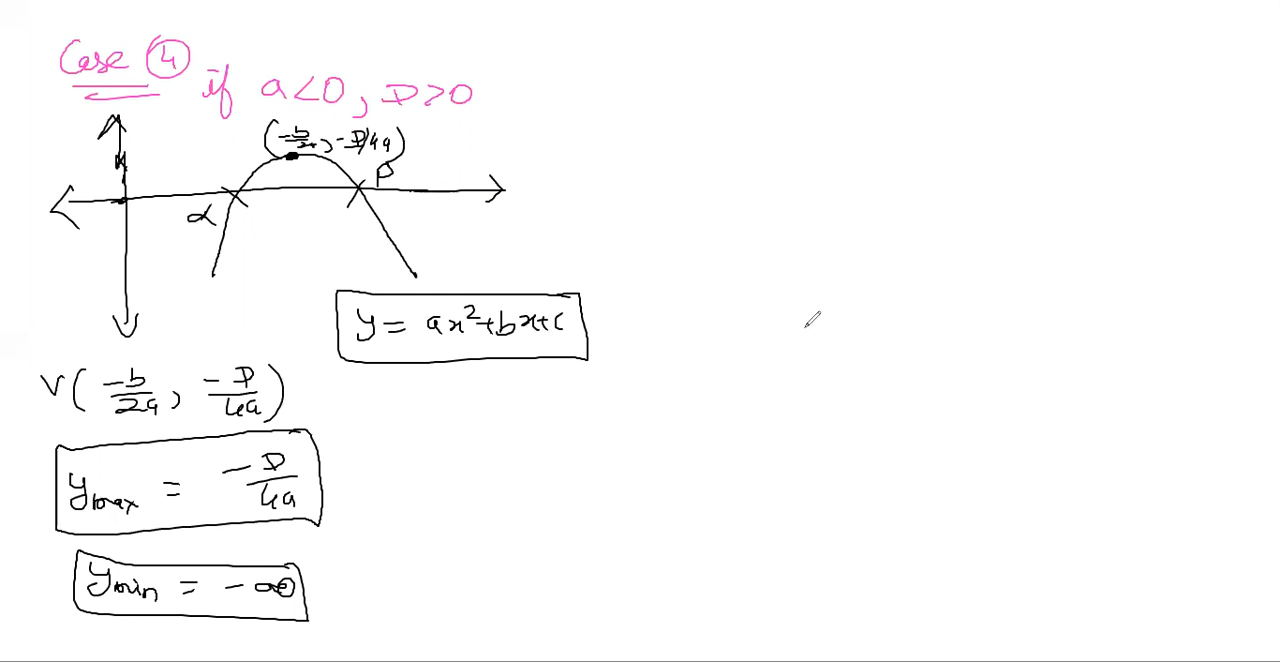 Case 4
if a<0, D>0
(-b/2a, -D/4a)
β
α
y = ax²+bx+c
V(-b/2a, -D/4a)
ymax = -D/4a
ymin = -∞